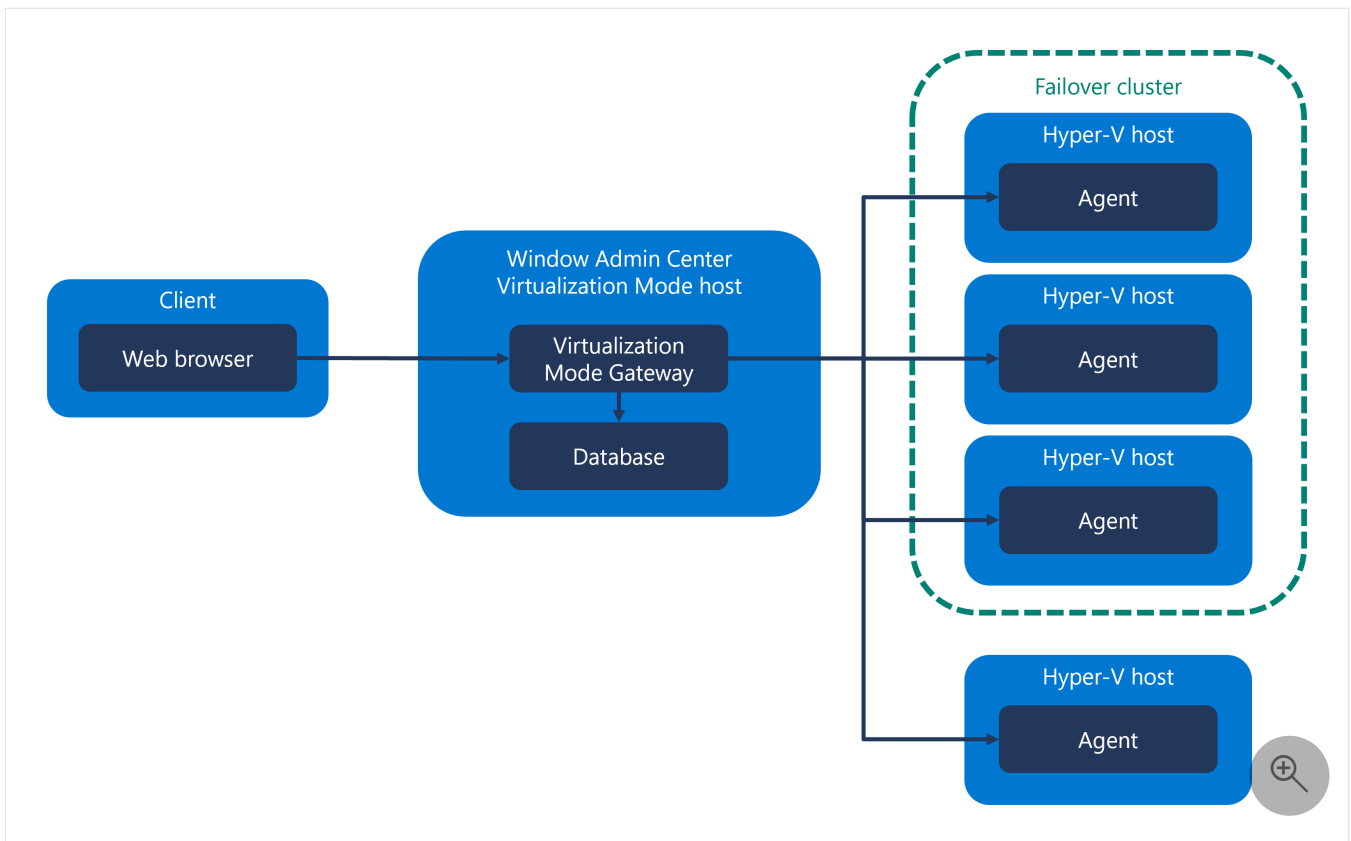 Failover cluster
Hyper-V host
Agent
Window Admin Center
Virtualization Mode host
Hyper-V host
Client
Virtualization
Mode Gateway
Web browser
Agent
Database
Hyper-V host
Agent
Hyper-V host
Agent